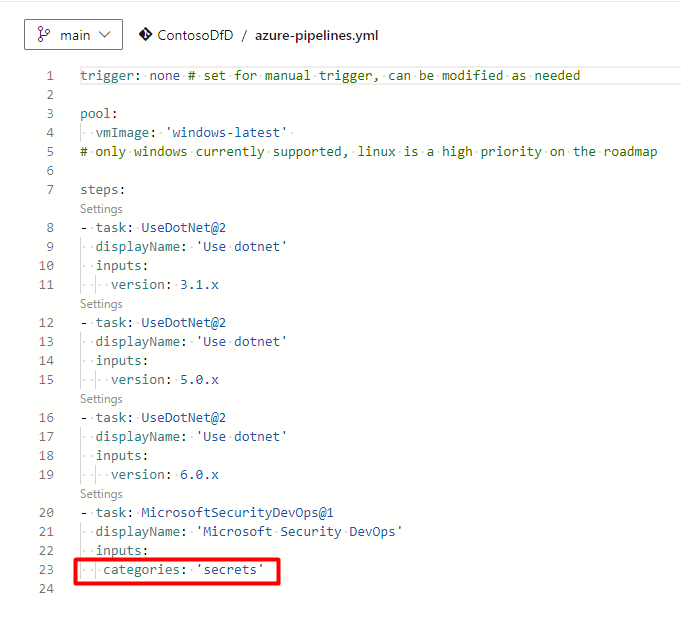 main ContosoDfD / azure-pipelines.yml
1 trigger: none # set for manual trigger, can be modified as needed
2
3 pool:
4 vmImage: 'windows-latest'
5 # only windows currently supported, linux is a high priority on the roadmap
6
7 steps:
Settings
8 - task: UseDotNet@2
9 displayName: 'Use dotnet'
10 inputs:
11 version: 3.1.x
Settings
12 - task: UseDotNet@2
13 displayName: 'Use dotnet'
14 inputs:
15 version: 5.0.x
Settings
16 - task: UseDotNet@2
17 displayName: 'Use dotnet'
18 inputs:
19 version: 6.0.x
Settings
20 - task: MicrosoftSecurityDevOps@1
21 displayName: 'Microsoft Security DevOps'
22 inputs:
23 categories: 'secrets'
24